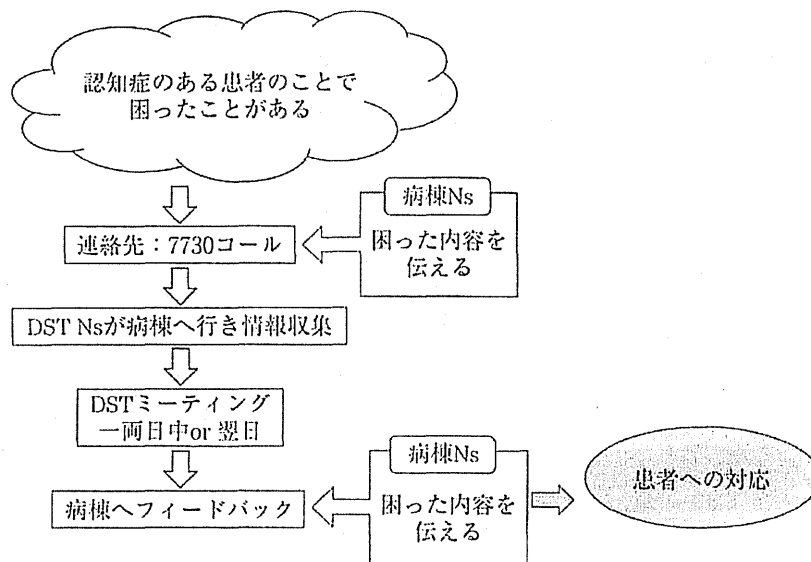 認知症のある患者のことで
困ったことがある
病棟Ns
連絡先：7730コール
困った内容を
伝える
DST Nsが病棟へ行き情報収集
DSTミーティング
一両日中or 翌日
病棟Ns
患者への対応
病棟へフィードバック
困った内容を
伝える